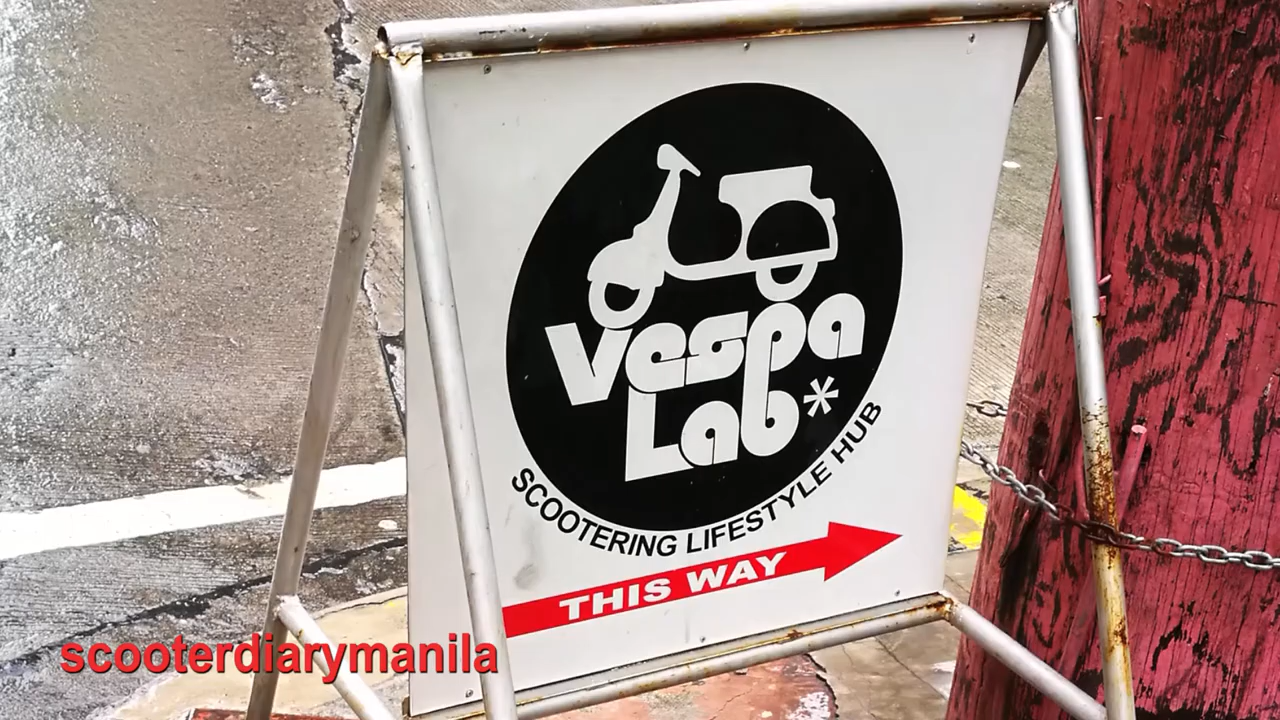 Vespa
Lab*
SCOOTERING LIFESTYLE HUB
THIS WAY
scooterdiarymanila